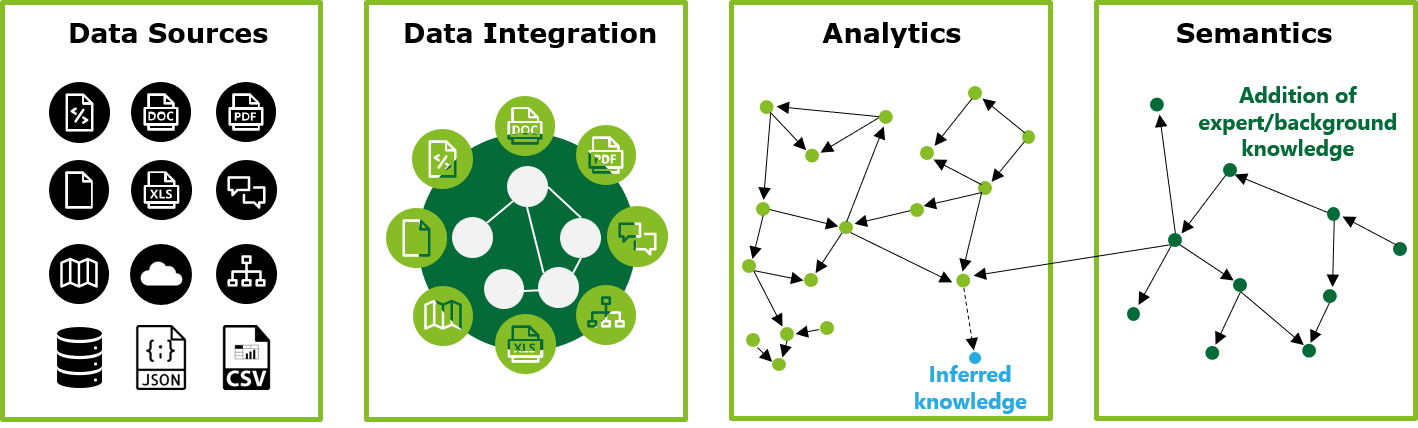 Data Sources
</>
DOC
PDF
XLS
{;}
JSON
CSV
Data Integration
DOC
</>
PDF
XLS
Analytics
Inferred
knowledge
Semantics
Addition of
expert/background
knowledge